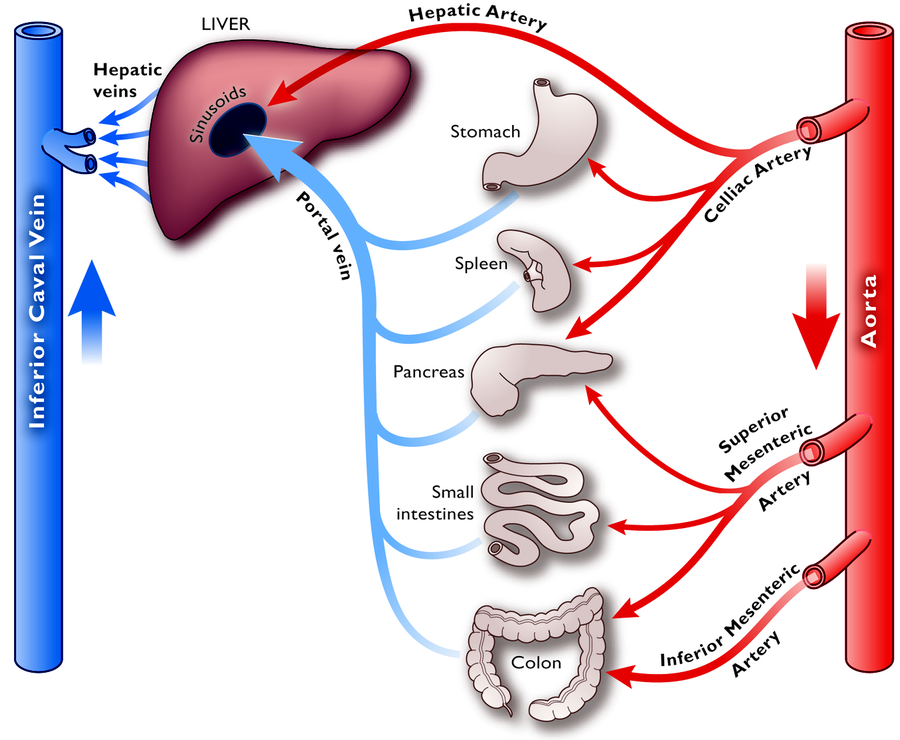 Hepatic Artery
LIVER
Hepatic
veins
Sinusoids
Stomach
Celliac Artery
Portal vein
Spleen
Inferior Caval Vein
Aorta
Pancreas
Superior
Mesenteric
Artery
Small
intestines
Inferior Mesenteric
Artery
Colon